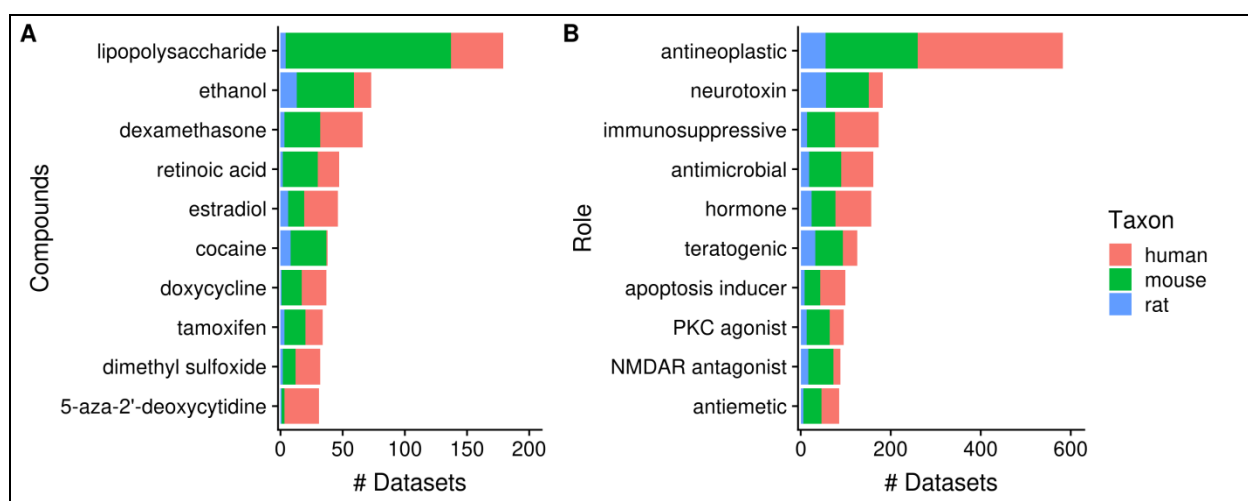 A
Compounds
lipopolysaccharide
ethanol
dexamethasone
retinoic acid
estradiol
cocaine
doxycycline
tamoxifen
dimethyl sulfoxide
5-aza-2'-deoxycytidine
0 50 100 150 200
# Datasets
B
Role
antineoplastic
neurotoxin
immunosuppressive
antimicrobial
hormone
teratogenic
apoptosis inducer
PKC agonist
NMDAR antagonist
antiemetic
0 200 400 600
# Datasets
Taxon
human
mouse
rat